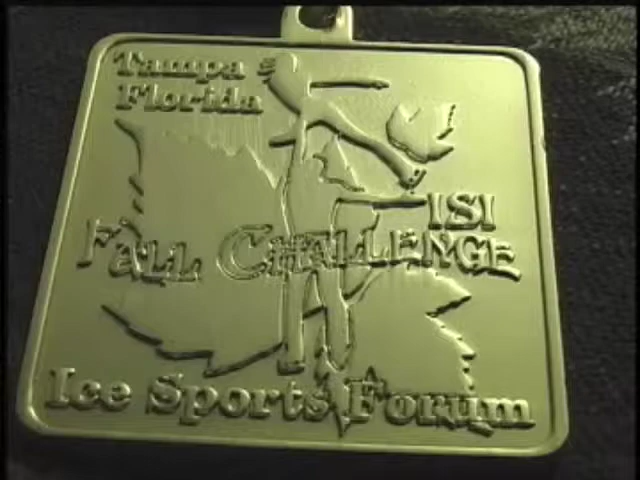 Tampa
Florida
ISI
FALL CHALLENGE
Ice Sports Forum